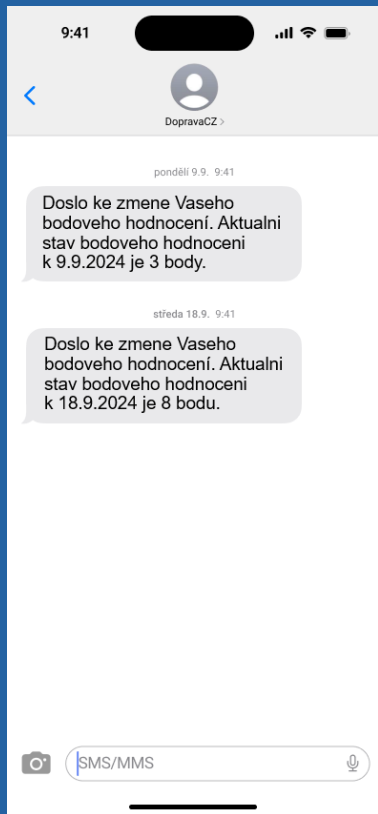 9:41
DopravaCZ >
pondělí 9.9. 9:41
Doslo ke zmene Vaseho
bodoveho hodnocení. Aktualni
stav bodoveho hodnoceni
k 9.9.2024 je 3 body.
středa 18.9. 9:41
Doslo ke zmene Vaseho
bodoveho hodnocení. Aktualni
stav bodoveho hodnoceni
k 18.9.2024 je 8 bodu.
SMS/MMS